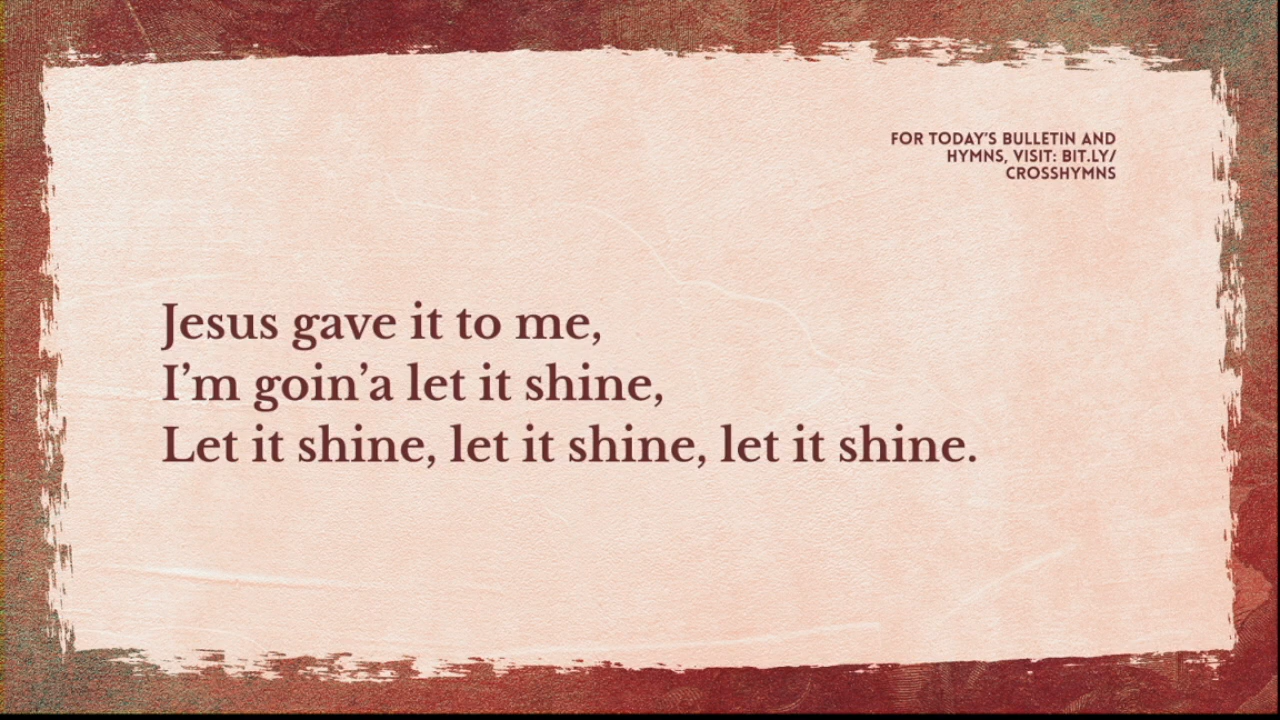 FOR TODAY’S BULLETIN AND
HYMNS, VISIT: BIT.LY/
CROSSHYMNS
Jesus gave it to me,
I’m goin’a let it shine,
Let it shine, let it shine, let it shine.